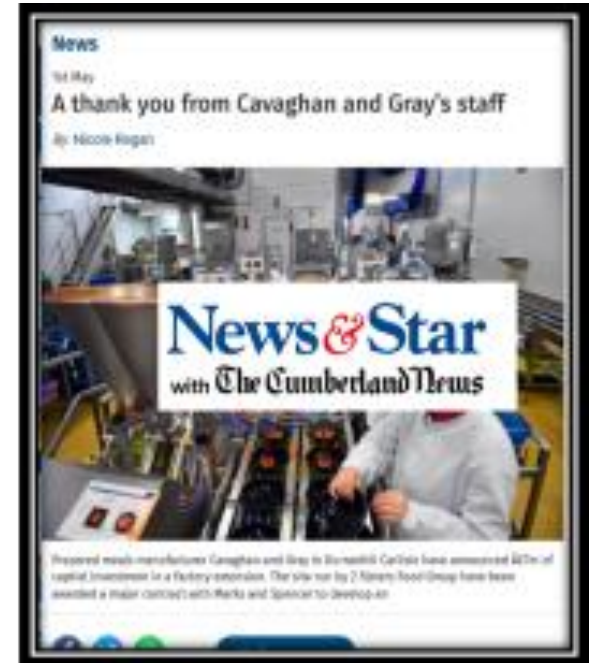 News
1st May
A thank you from Cavaghan and Gray's staff
By Nicole Regan
News & Star
with The Cumberland News
Prepared meals manufacturer Cavaghan and Gray in Durranhill Carlisle have announced of
capital investment in a factory extension. The site run by 2 Sisters Food Group have been
awarded a major contract with Marks and Spencer to develop an